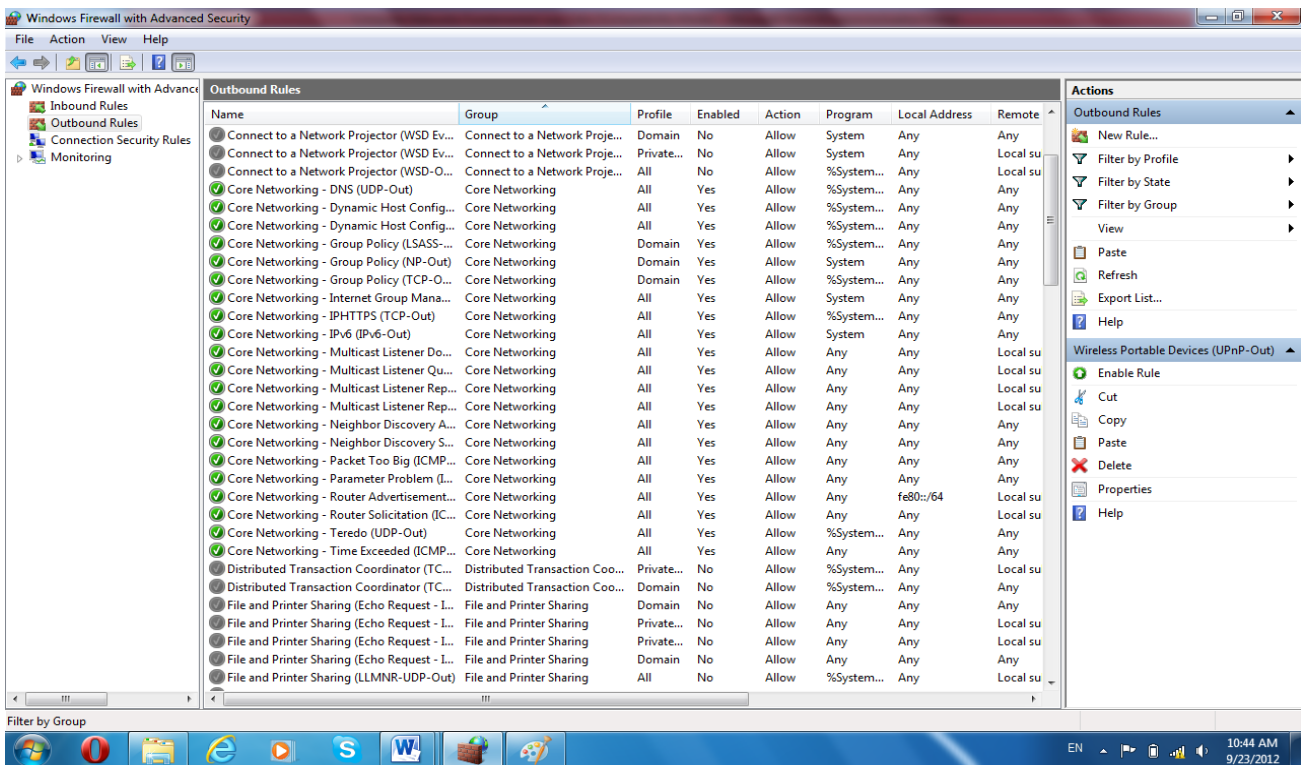 Windows Firewall with Advanced Security
File Action View Help
Windows Firewall with Advance
Inbound Rules
Outbound Rules
Connection Security Rules
Monitoring
Outbound Rules
Name Group Profile Enabled Action Program Local Address Remote
Connect to a Network Projector (WSD Ev... Connect to a Network Proje... Domain No Allow System Any Any
Connect to a Network Projector (WSD Ev... Connect to a Network Proje... Private... No Allow System Any Local su
Connect to a Network Projector (WSD-O... Connect to a Network Proje... All No Allow %System... Any Local su
Core Networking - DNS (UDP-Out) Core Networking All Yes Allow %System... Any Any
Core Networking - Dynamic Host Config... Core Networking All Yes Allow %System... Any Any
Core Networking - Dynamic Host Config... Core Networking All Yes Allow %System... Any Any
Core Networking - Group Policy (LSASS-... Core Networking Domain Yes Allow %System... Any Any
Core Networking - Group Policy (NP-Out) Core Networking Domain Yes Allow System Any Any
Core Networking - Group Policy (TCP-O... Core Networking Domain Yes Allow %System... Any Any
Core Networking - Internet Group Mana... Core Networking All Yes Allow System Any Any
Core Networking - IPHTTPS (TCP-Out) Core Networking All Yes Allow %System... Any Any
Core Networking - IPv6 (IPv6-Out) Core Networking All Yes Allow System Any Any
Core Networking - Multicast Listener Do... Core Networking All Yes Allow Any Any Local su
Core Networking - Multicast Listener Qu... Core Networking All Yes Allow Any Any Local su
Core Networking - Multicast Listener Rep... Core Networking All Yes Allow Any Any Local su
Core Networking - Multicast Listener Rep... Core Networking All Yes Allow Any Any Local su
Core Networking - Neighbor Discovery A... Core Networking All Yes Allow Any Any Any
Core Networking - Neighbor Discovery S... Core Networking All Yes Allow Any Any Any
Core Networking - Packet Too Big (ICMP... Core Networking All Yes Allow Any Any Any
Core Networking - Parameter Problem (I... Core Networking All Yes Allow Any Any Any
Core Networking - Router Advertisement... Core Networking All Yes Allow Any fe80::/64 Local su
Core Networking - Router Solicitation (IC... Core Networking All Yes Allow Any Any Local su
Core Networking - Teredo (UDP-Out) Core Networking All Yes Allow %System... Any Any
Core Networking - Time Exceeded (ICMP... Core Networking All Yes Allow Any Any Any
Distributed Transaction Coordinator (TC... Distributed Transaction Coo... Private... No Allow %System... Any Local su
Distributed Transaction Coordinator (TC... Distributed Transaction Coo... Domain No Allow %System... Any Any
File and Printer Sharing (Echo Request - I... File and Printer Sharing Domain No Allow Any Any Any
File and Printer Sharing (Echo Request - I... File and Printer Sharing Private... No Allow Any Any Local su
File and Printer Sharing (Echo Request - I... File and Printer Sharing Private... No Allow Any Any Local su
File and Printer Sharing (Echo Request - I... File and Printer Sharing Domain No Allow Any Any Any
File and Printer Sharing (LLMNR-UDP-Out) File and Printer Sharing All No Allow %System... Any Local su
Actions
Outbound Rules
New Rule...
Filter by Profile
Filter by State
Filter by Group
View
Paste
Refresh
Export List...
Help
Wireless Portable Devices (UPnP-Out)
Enable Rule
Cut
Copy
Paste
Delete
Properties
Help
Filter by Group
EN
10:44 AM
9/23/2012